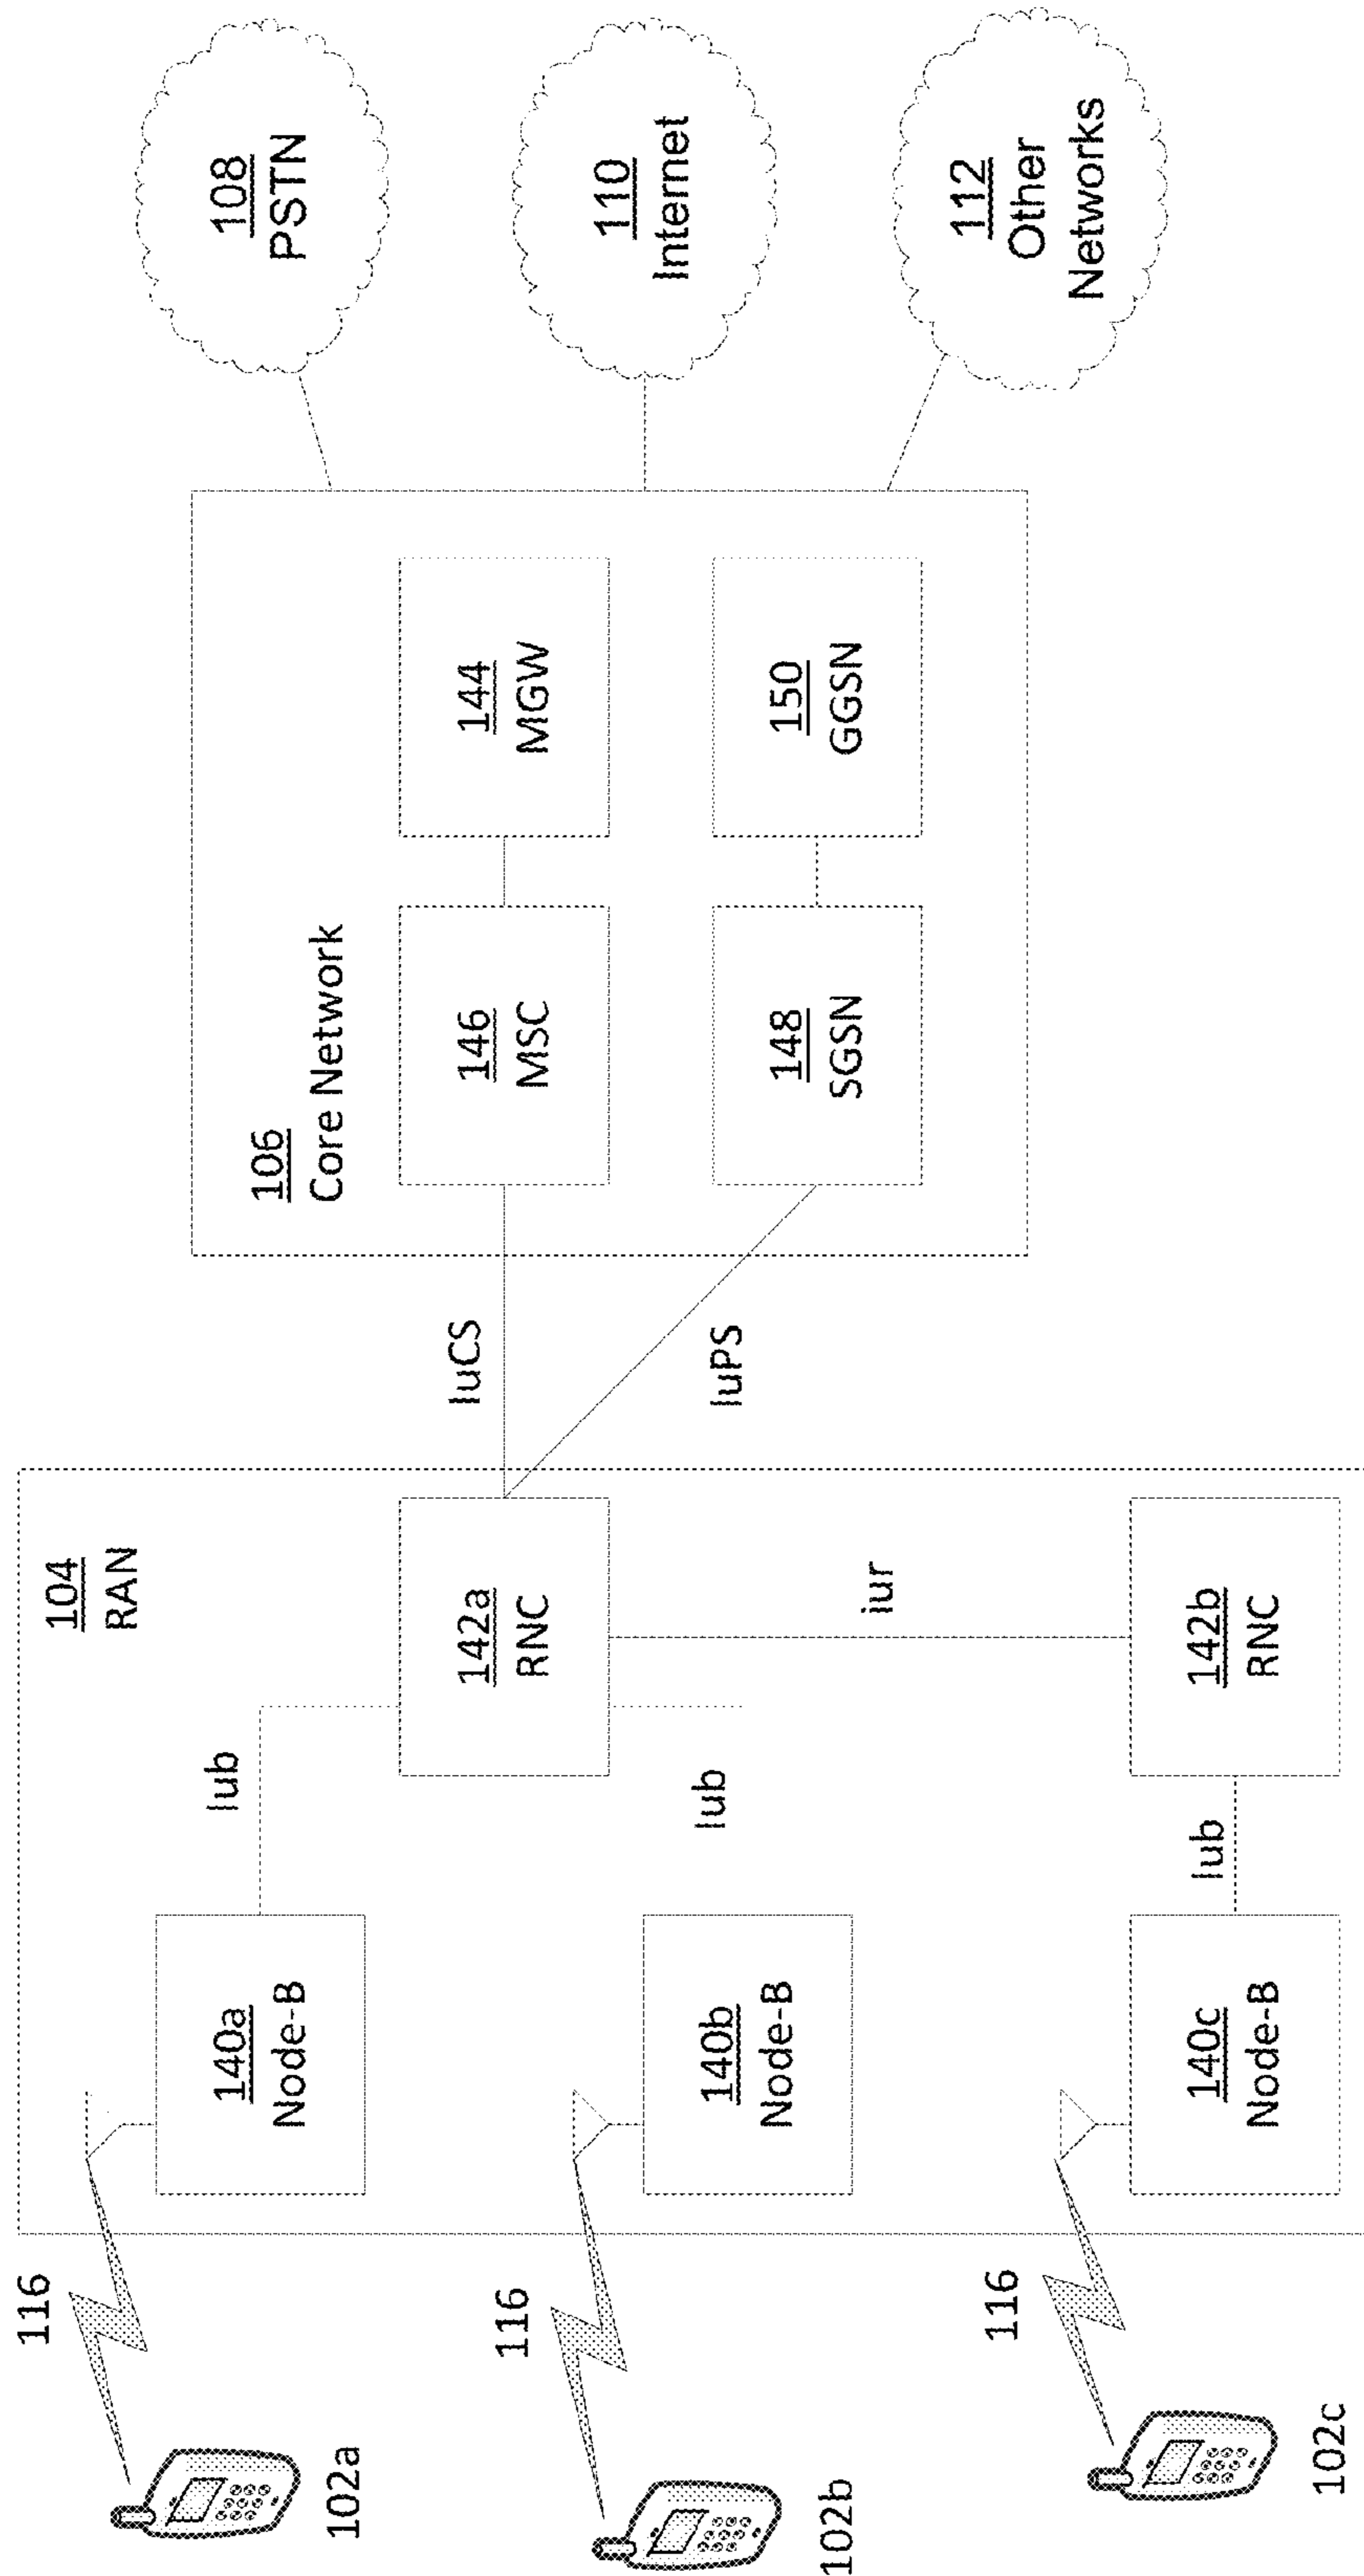 116
102a
116
102b
116
102c
104
RAN
140a
Node-B
140b
Node-B
140c
Node-B
Iub
Iub
Iub
142a
RNC
iur
142b
RNC
IuCS
IuPS
106
Core Network
146
MSC
144
MGW
148
SGSN
150
GGSN
108
PSTN
110
Internet
112
Other
Networks